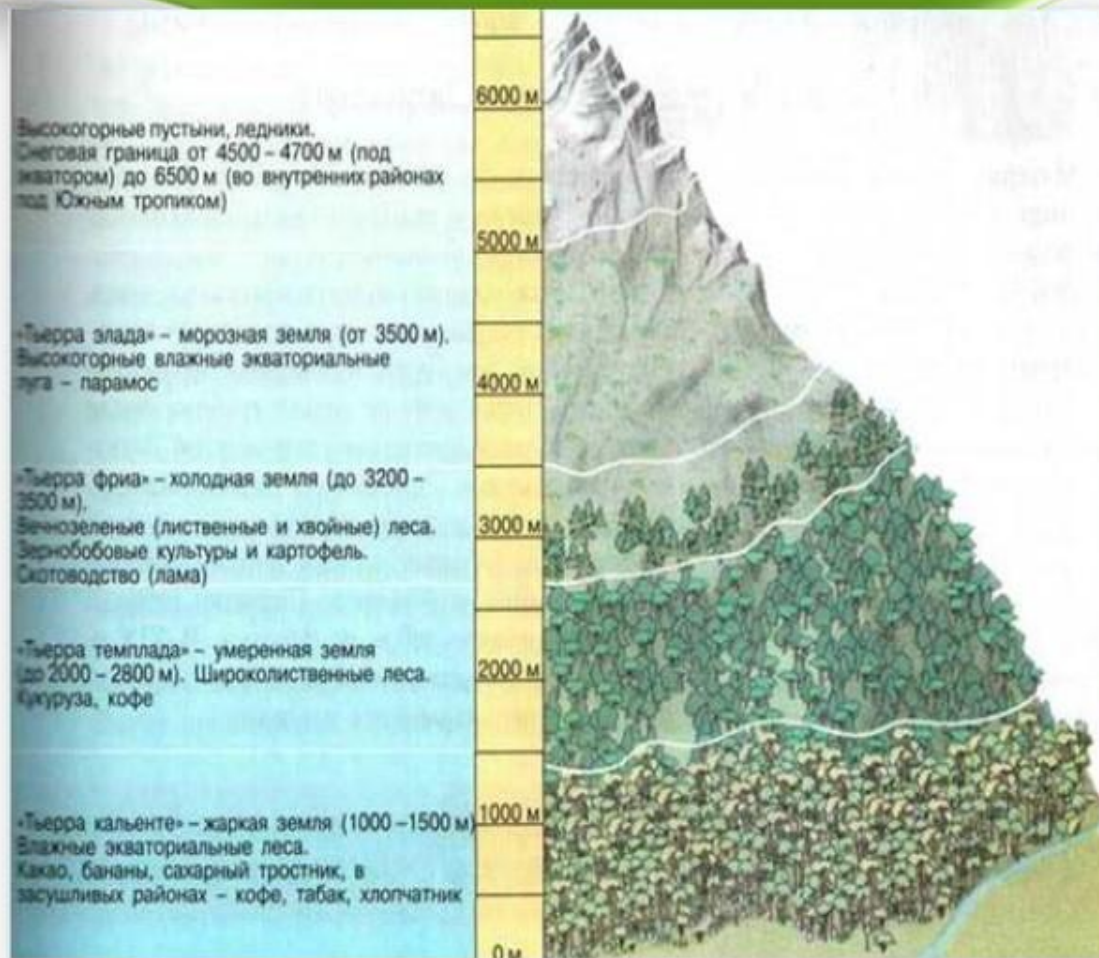 6000 м
Высокогорные пустыни, ледники.
Снеговая граница от 4500 – 4700 м (под
экватором) до 6500 м (во внутренних районах
под Южным тропиком)
5000 м
«Тьерра элада» – морозная земля (от 3500 м).
Высокогорные влажные экваториальные
луга – парамос
4000 м
«Тьерра фриа» – холодная земля (до 3200 –
3500 м).
Вечнозеленые (лиственные и хвойные) леса.
Зернобобовые культуры и картофель.
Скотоводство (лама)
3000 м
«Тьерра темплада» – умеренная земля
(до 2000 – 2800 м). Широколиственные леса.
Кукуруза, кофе
2000 м
«Тьерра кальенте» – жаркая земля (1000 –1500 м)
Влажные экваториальные леса.
Какао, бананы, сахарный тростник, в
засушливых районах – кофе, табак, хлопчатник
1000 м
0 м